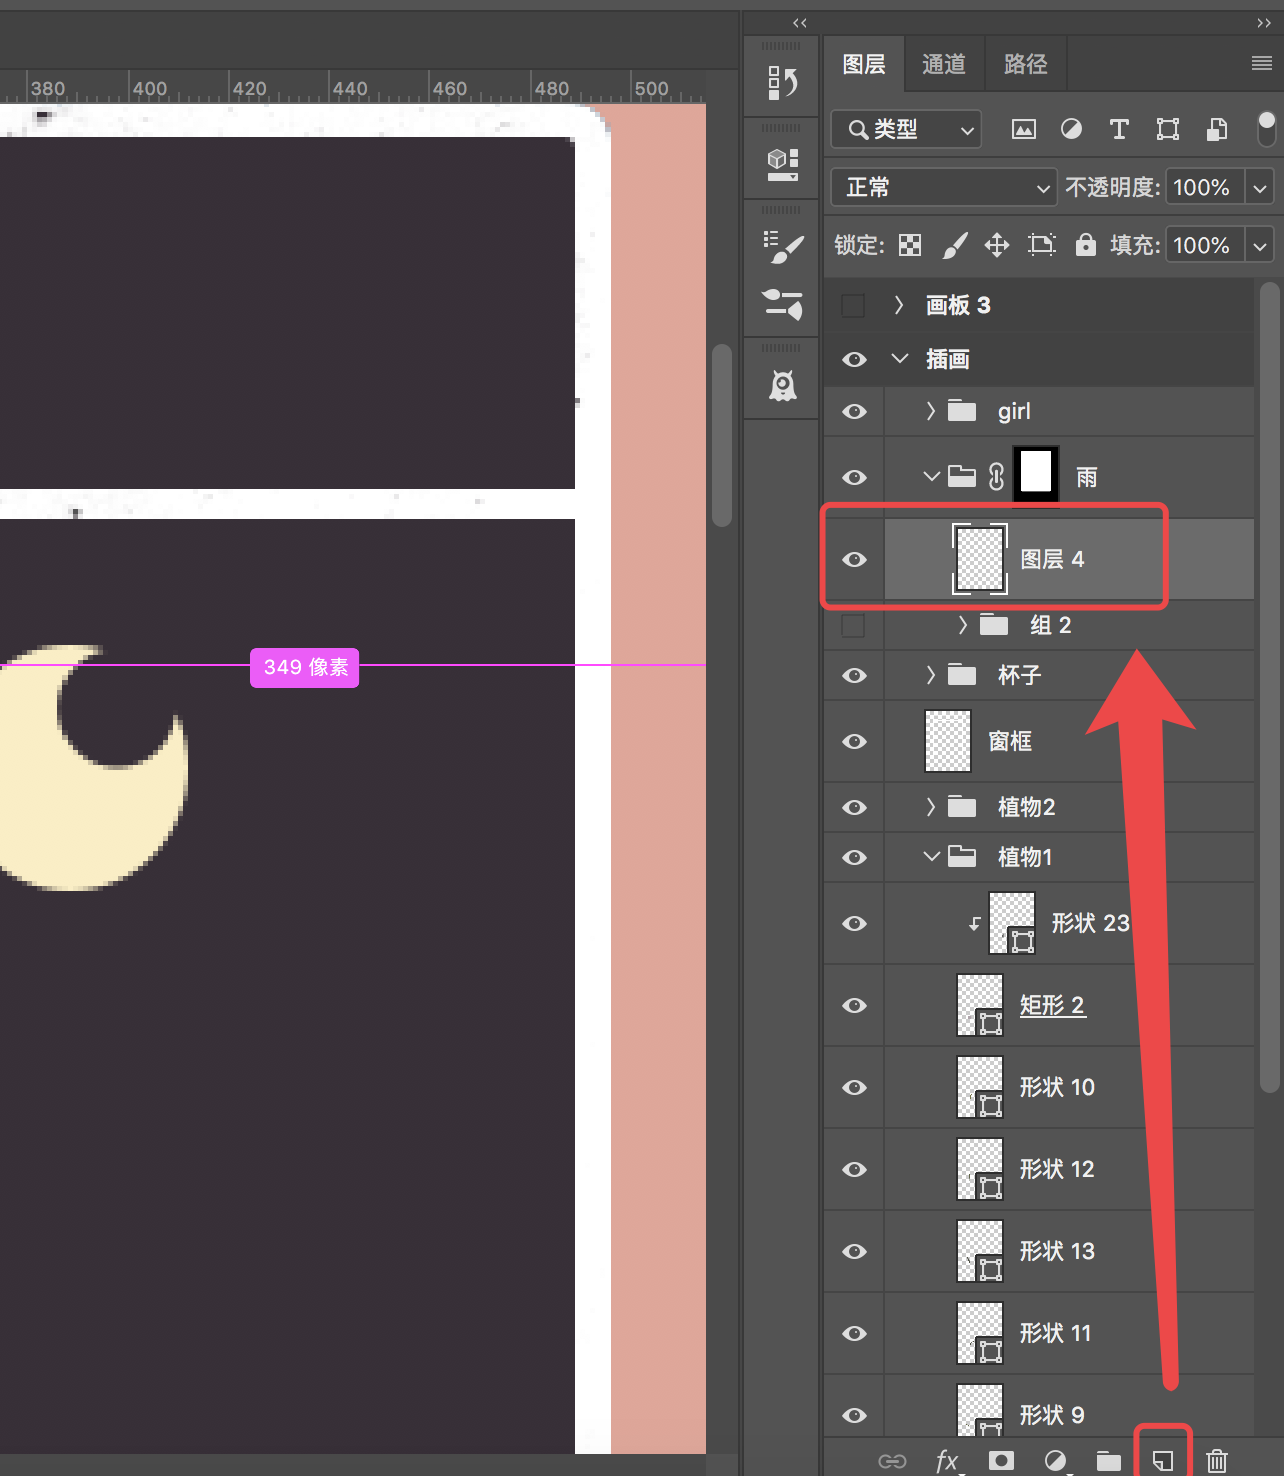 图层 通道 路径
380 400 420 440 460 480 500
类型
正常 不透明度: 100%
锁定: 填充: 100%
画板 3
插画
girl
雨
图层 4
组 2
349 像素
杯子
窗框
植物2
植物1
形状 23
矩形 2
形状 10
形状 12
形状 13
形状 11
形状 9
fx